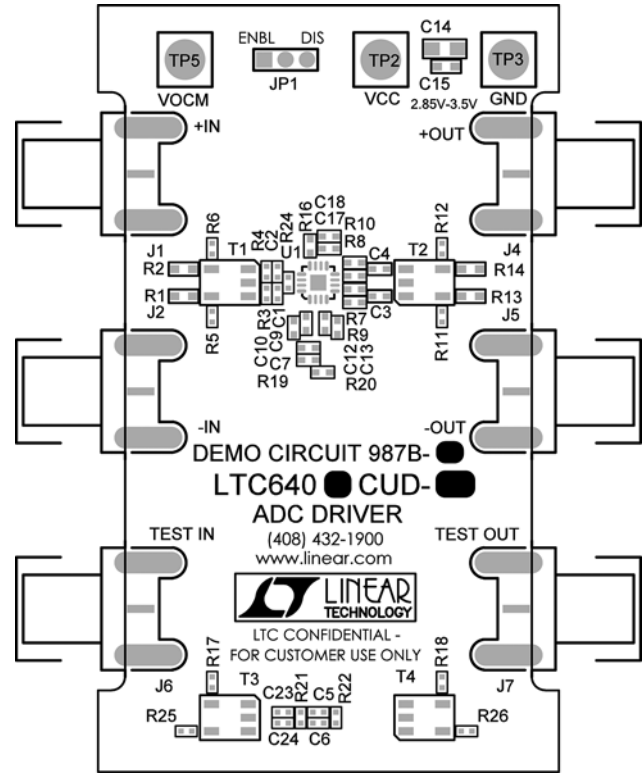 C14
ENBL DIS
TP5 TP2 TP3
JP1
C15
VOCM VCC 2.85V-3.5V GND
+IN +OUT
R6 R4 C2 R24 R16 C18 R12
C17 R10
J1 T1 U1 R8 C4 T2 J4
R2 R14
R1 R13
J2 R3 C1 C3 J5
R5 R7 R11
C10 C9 R9
C7 C12 C13
R19 R20
-IN -OUT
DEMO CIRCUIT 987B-
LTC640 CUD-
ADC DRIVER
TEST IN (408) 432-1900 TEST OUT
www.linear.com
LINEAR
TECHNOLOGY
LTC CONFIDENTIAL -
FOR CUSTOMER USE ONLY
R17 R18
J6 T3 T4 J7
C23 R21 C5 R22
R25 R26
C24 C6